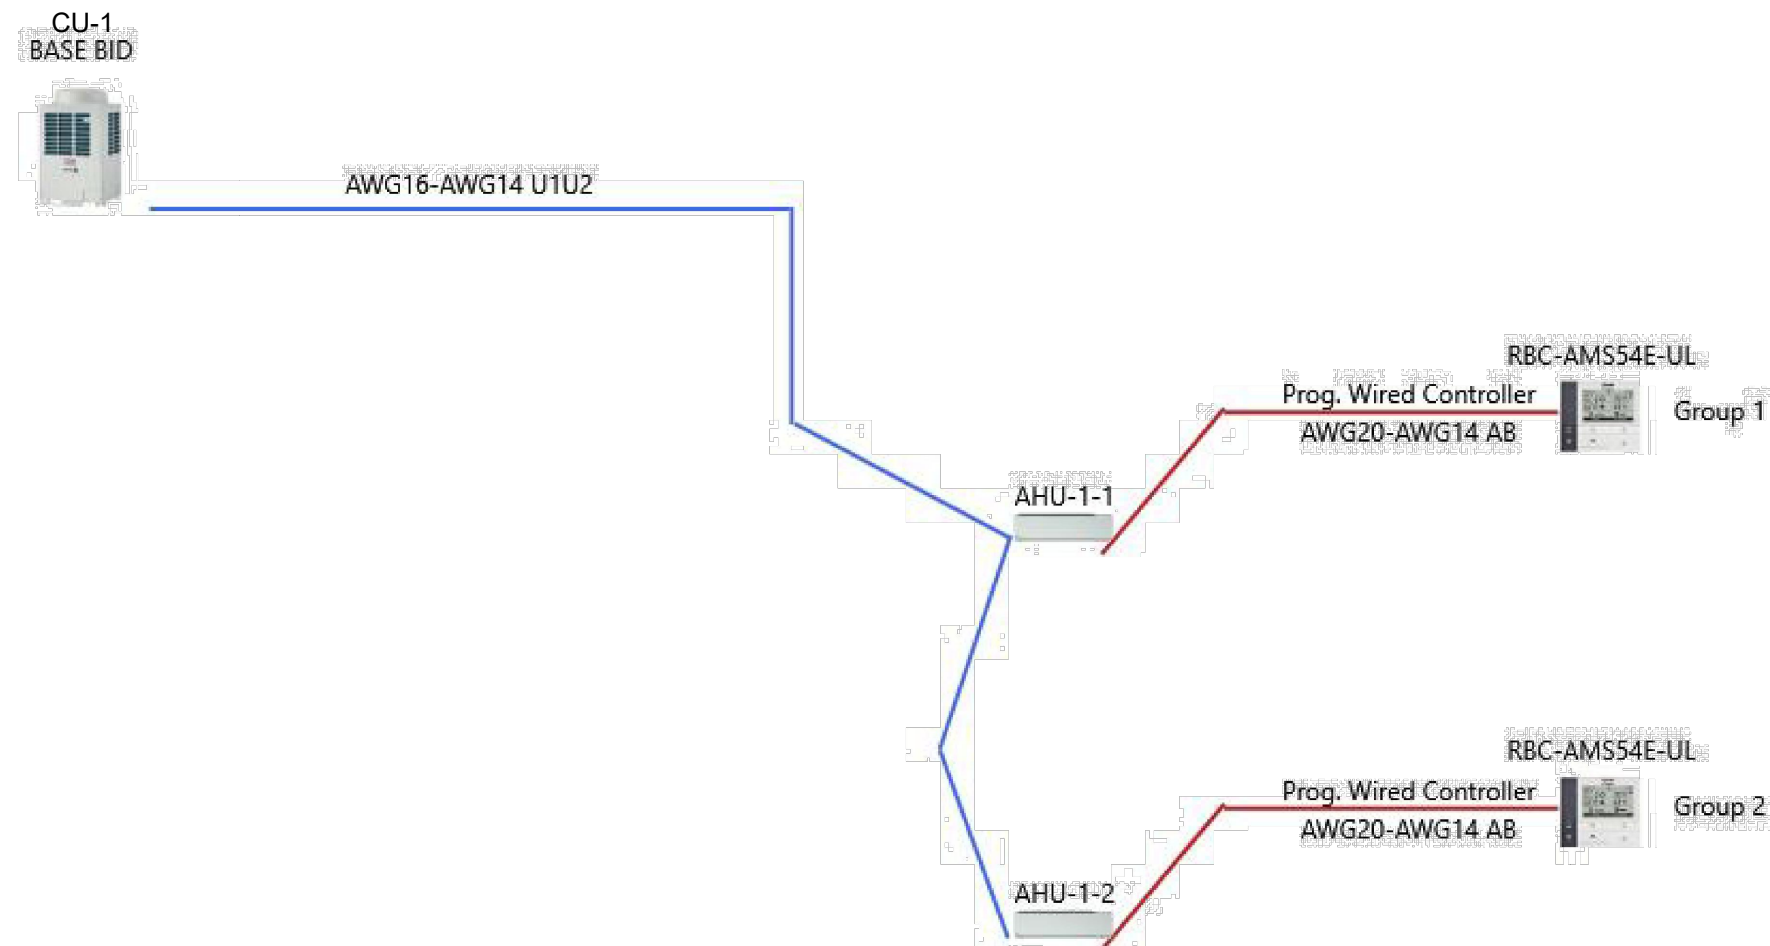 CU-1
BASE BID
AWG16-AWG14 U1U2
RBC-AMS54E-UL
Prog. Wired Controller
Group 1
AWG20-AWG14 AB
AHU-1-1
RBC-AMS54E-UL
Prog. Wired Controller
Group 2
AWG20-AWG14 AB
AHU-1-2